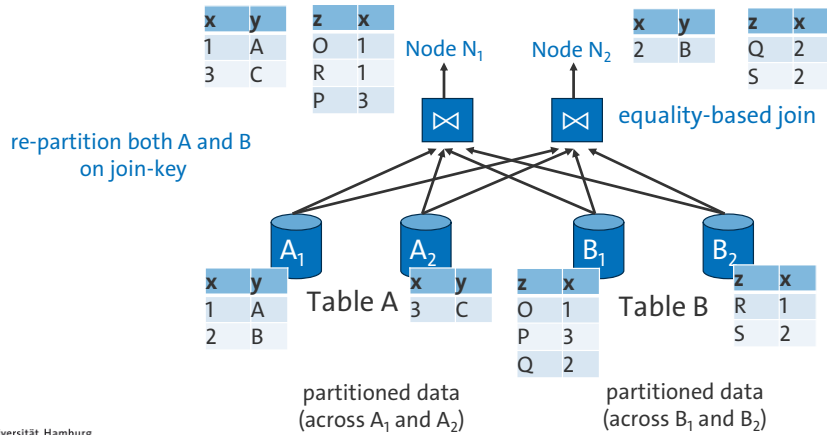 x y
1 A
3 C
z x
O 1
R 1
P 3
Node N₁
Node N₂
x y
2 B
z x
Q 2
S 2
⋈
⋈
equality-based join
re-partition both A and B
on join-key
A₁
A₂
B₁
B₂
x y
1 A
2 B
Table A
x y
3 C
z x
O 1
P 3
Q 2
Table B
z x
R 1
S 2
partitioned data
(across A₁ and A₂)
partitioned data
(across B₁ and B₂)
Hamburg